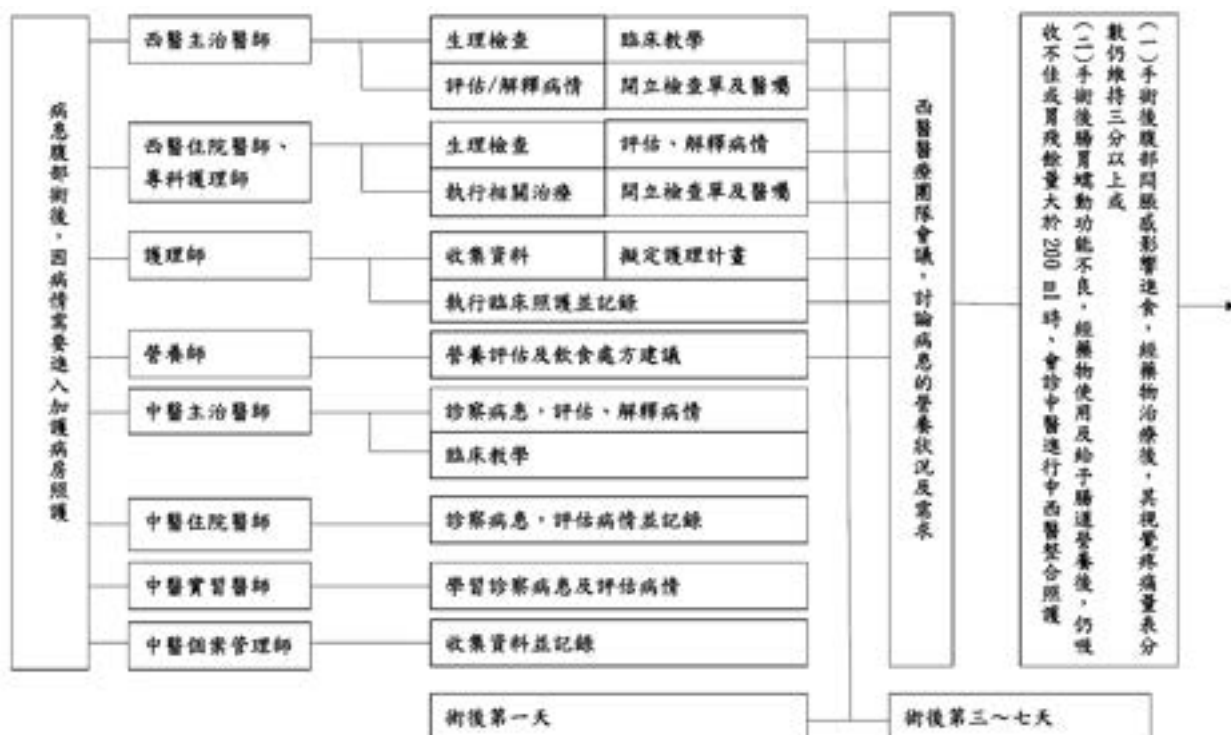 病患腹部術後，因病情需要進入加護病房照護
西醫主治醫師
生理檢查
臨床教學
評估/解釋病情
開立檢查單及醫囑
西醫住院醫師、
專科護理師
生理檢查
評估、解釋病情
執行相關治療
開立檢查單及醫囑
護理師
收集資料
擬定護理計畫
執行臨床照護並記錄
營養師
營養評估及飲食處方建議
中醫主治醫師
診察病患，評估、解釋病情
臨床教學
中醫住院醫師
診察病患，評估病情並記錄
中醫實習醫師
學習診察病患及評估病情
中醫個案管理師
收集資料並記錄
術後第一天
西醫醫療團隊會議，討論病患的營養狀況及需求
(一)手術後腹部悶脹感影響進食，經藥物治療後，其視覺疼痛量表分
數仍維持三分以上或
(二)手術後腸胃蠕動功能不良，經藥物使用及給予腸道營養後，仍吸
收不佳或胃殘餘量大於 200 ml 時、會診中醫進行中西醫整合照護
術後第三～七天